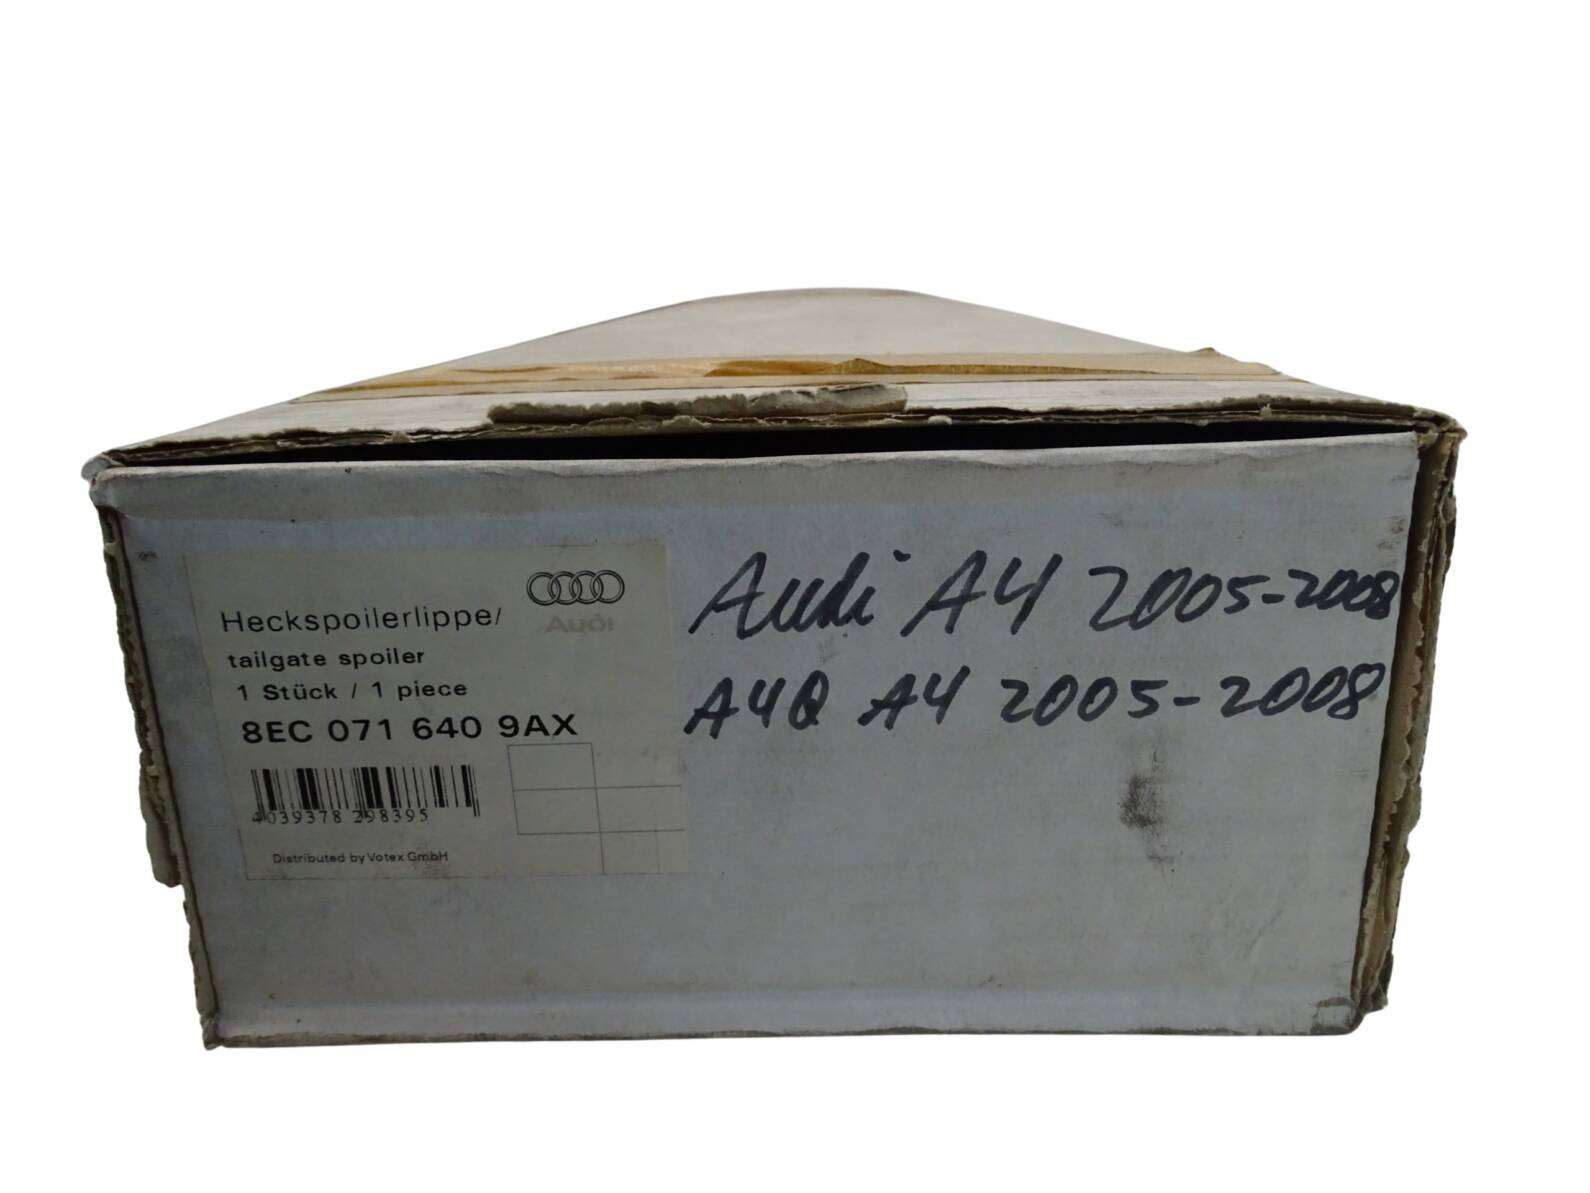 Audi
Heckspoilerlippe/
tailgate spoiler
1 Stück / 1 piece
8EC 071 640 9AX
4039378 298395
Distributed by Votex GmbH
Audi A4 2005-2008
A4Q A4 2005-2008